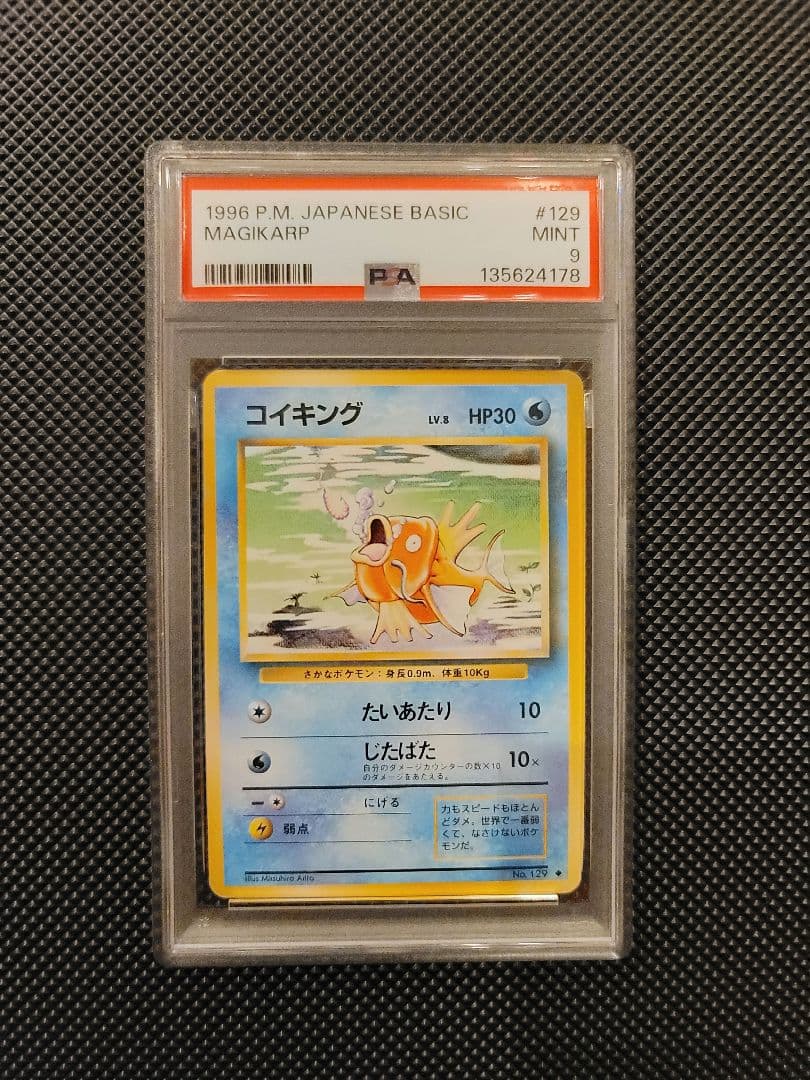 1996 P.M. JAPANESE BASIC #129
MAGIKARP MINT
9
PSA 135624178
コイキング LV.8 HP30
さかなポケモン：身長0.9m、体重10Kg
たいあたり 10
じたばた 10×
自分のダメージカウンターの数×10
のダメージをあたえる。
にげる
弱点
力もスピードもほとん
どダメ。世界で一番弱
くて、なさけないポケ
モンだ。
Illus Mitsuhiro Arita No. 129